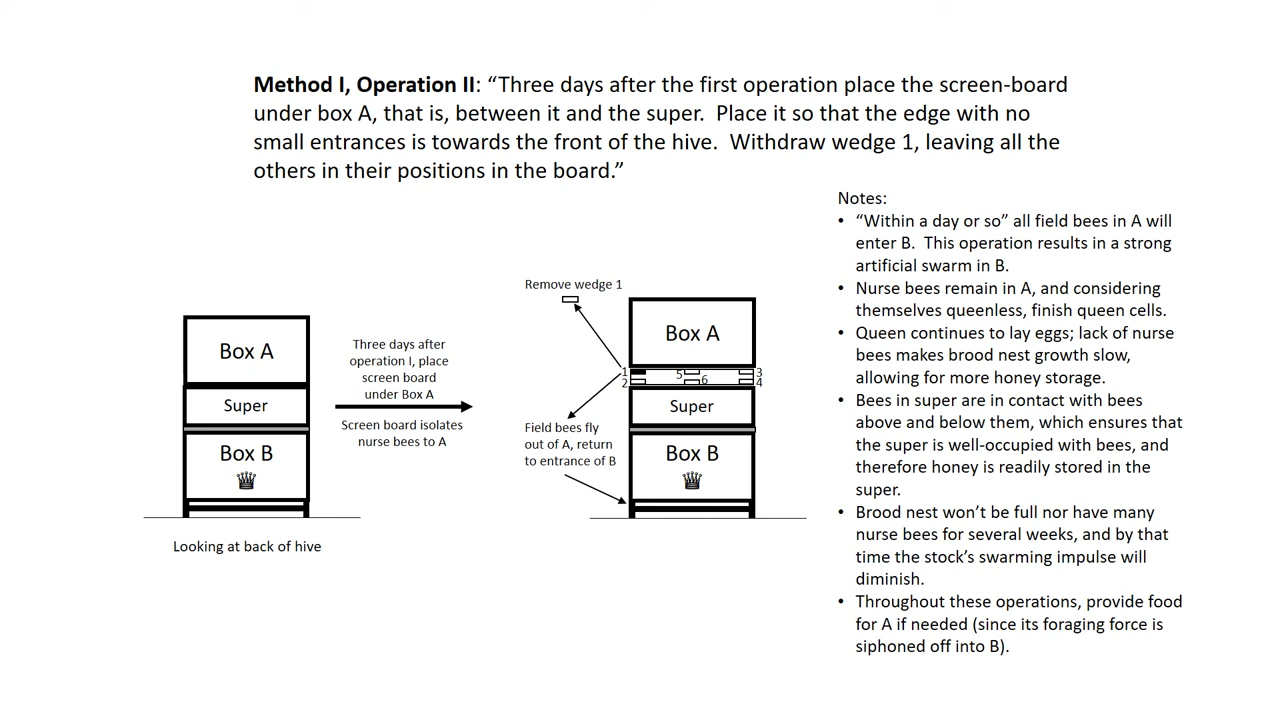 Method I, Operation II: “Three days after the first operation place the screen-board
under box A, that is, between it and the super.  Place it so that the edge with no
small entrances is towards the front of the hive.  Withdraw wedge 1, leaving all the
others in their positions in the board.”
Box A
Super
Box B
Looking at back of hive
Three days after
operation I, place
screen board
under Box A
Screen board isolates
nurse bees to A
Remove wedge 1
Field bees fly
out of A, return
to entrance of B
Box A
1 5 3
2 6 4
Super
Box B
Notes:
• “Within a day or so” all field bees in A will
enter B.  This operation results in a strong
artificial swarm in B.
• Nurse bees remain in A, and considering
themselves queenless, finish queen cells.
• Queen continues to lay eggs; lack of nurse
bees makes brood nest growth slow,
allowing for more honey storage.
• Bees in super are in contact with bees
above and below them, which ensures that
the super is well-occupied with bees, and
therefore honey is readily stored in the
super.
• Brood nest won’t be full nor have many
nurse bees for several weeks, and by that
time the stock’s swarming impulse will
diminish.
• Throughout these operations, provide food
for A if needed (since its foraging force is
siphoned off into B).